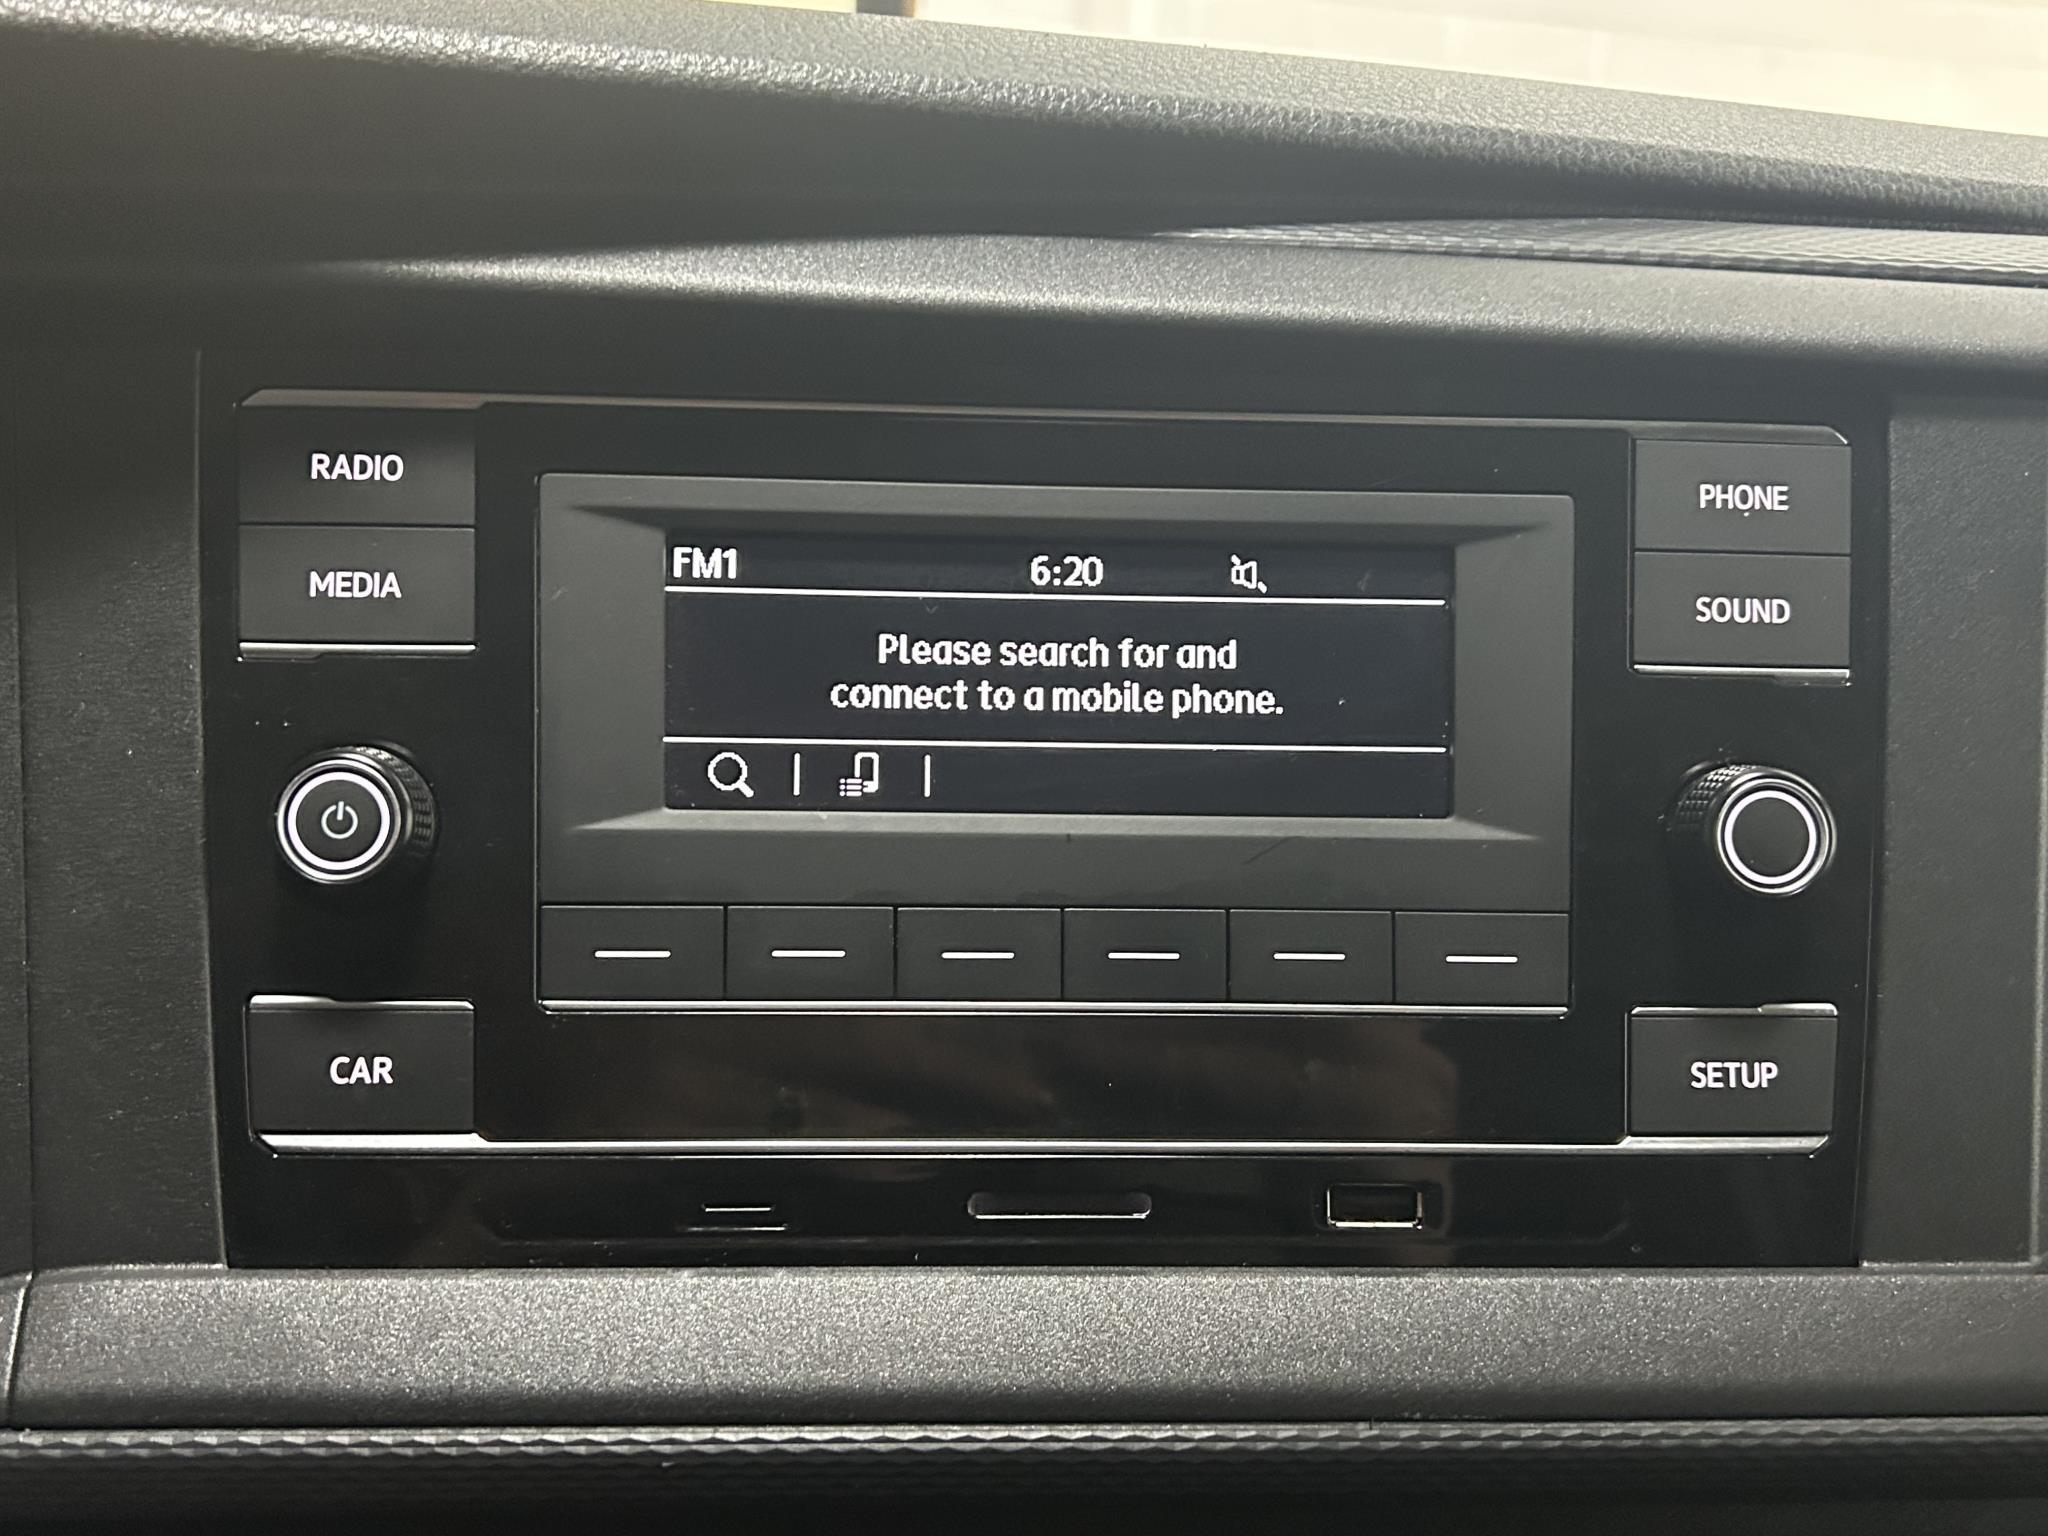 RADIO
PHONE
MEDIA
SOUND
FM1 6:20
Please search for and
connect to a mobile phone.
CAR
SETUP